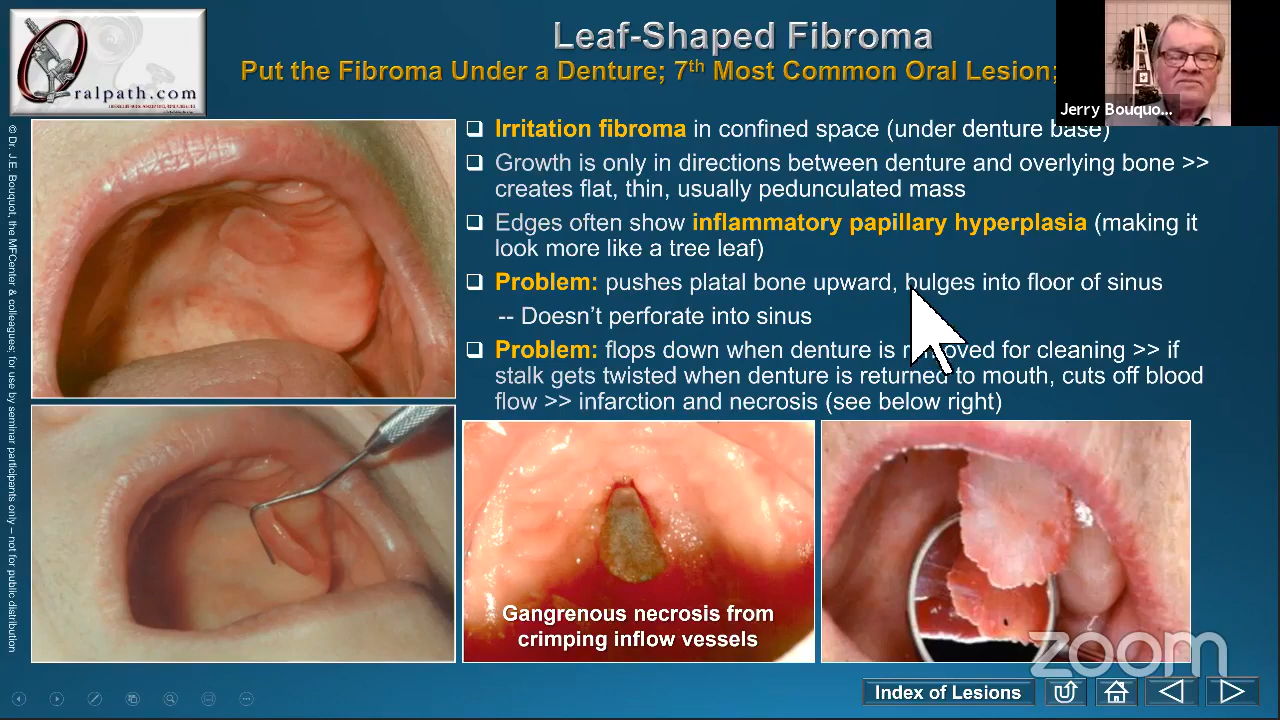 Oralpath.com
Leaf-Shaped Fibroma
Put the Fibroma Under a Denture; 7th Most Common Oral Lesion;
Jerry Bouquo...
© Dr. J.E. Bouquot, the MFCenter & colleagues; for use by seminar participants only – not for public distribution
❑ Irritation fibroma in confined space (under denture base)
❑ Growth is only in directions between denture and overlying bone >>
creates flat, thin, usually pedunculated mass
❑ Edges often show inflammatory papillary hyperplasia (making it
look more like a tree leaf)
❑ Problem: pushes platal bone upward, bulges into floor of sinus
-- Doesn't perforate into sinus
❑ Problem: flops down when denture is removed for cleaning >> if
stalk gets twisted when denture is returned to mouth, cuts off blood
flow >> infarction and necrosis (see below right)
Gangrenous necrosis from
crimping inflow vessels
zoom
Index of Lesions